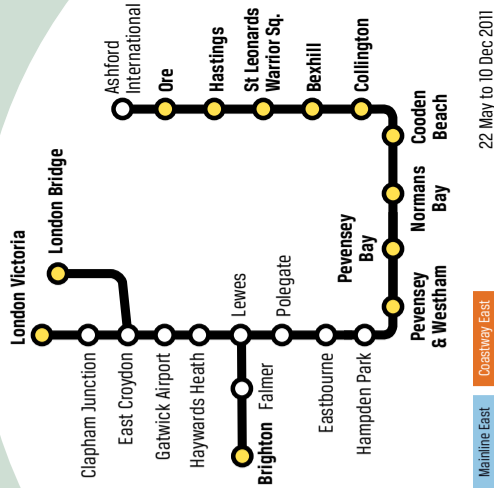 London Victoria
London Bridge
Clapham Junction
East Croydon
Gatwick Airport
Haywards Heath
Lewes
Falmer
Brighton
Polegate
Eastbourne
Hampden Park
Pevensey
& Westham
Pevensey
Bay
Normans
Bay
Cooden
Beach
Collington
Bexhill
St Leonards
Warrior Sq.
Hastings
Ore
Ashford
International
Mainline East
Coastway East
22 May to 10 Dec 2011